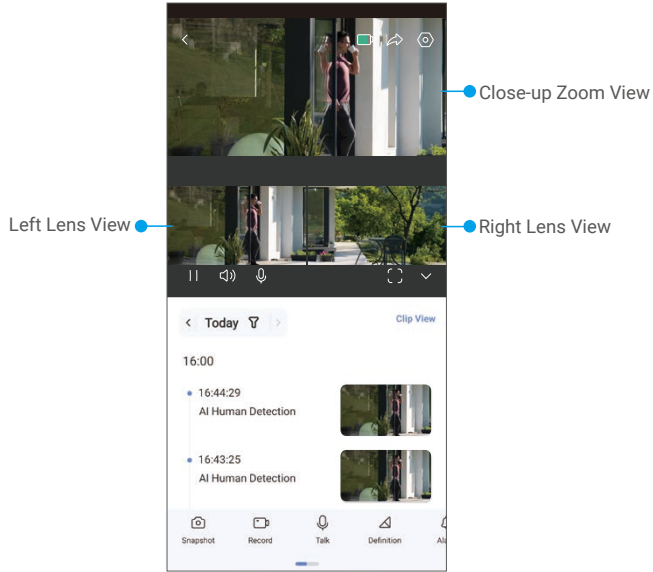 Close-up Zoom View
Left Lens View
Right Lens View
Today
Clip View
16:00
16:44:29
AI Human Detection
16:43:25
AI Human Detection
Snapshot
Record
Talk
Definition